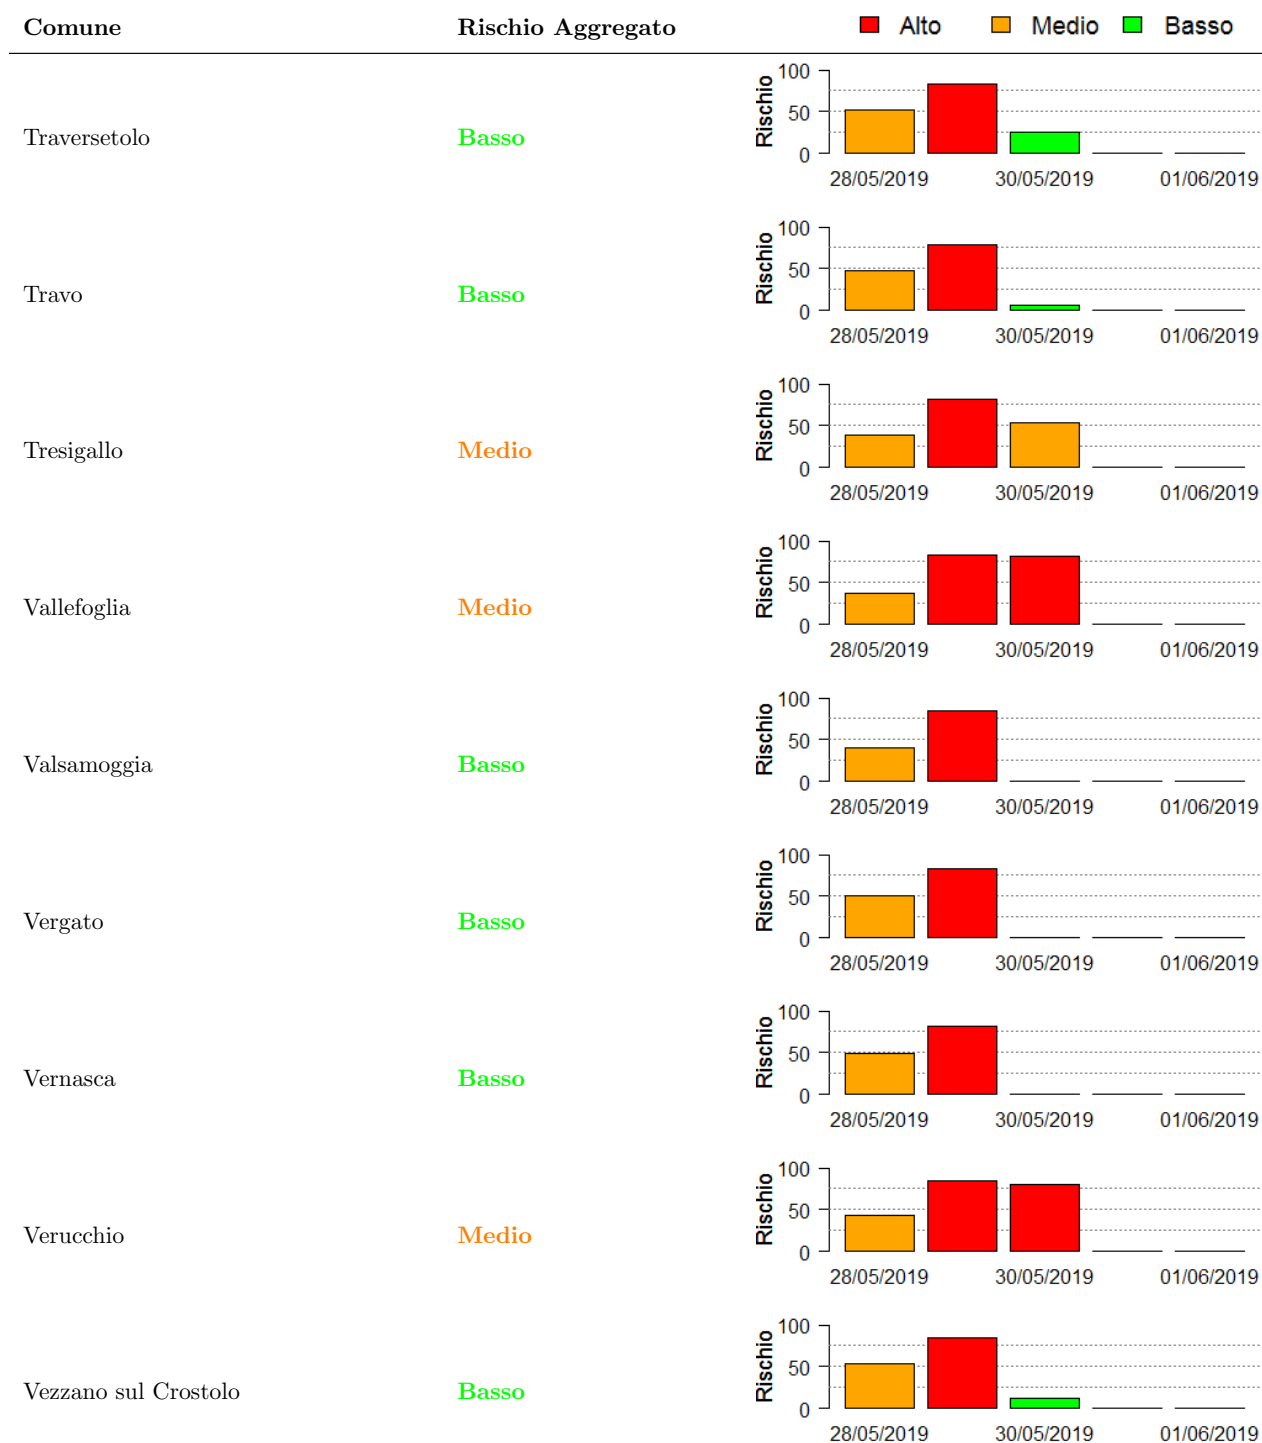 Comune Rischio Aggregato Alto Medio Basso
Traversetolo Basso Rischio 100 50 0
28/05/2019 30/05/2019 01/06/2019
Travo Basso Rischio 100 50 0
28/05/2019 30/05/2019 01/06/2019
Tresigallo Medio Rischio 100 50 0
28/05/2019 30/05/2019 01/06/2019
Vallefoglia Medio Rischio 100 50 0
28/05/2019 30/05/2019 01/06/2019
Valsamoggia Basso Rischio 100 50 0
28/05/2019 30/05/2019 01/06/2019
Vergato Basso Rischio 100 50 0
28/05/2019 30/05/2019 01/06/2019
Vernasca Basso Rischio 100 50 0
28/05/2019 30/05/2019 01/06/2019
Verucchio Medio Rischio 100 50 0
28/05/2019 30/05/2019 01/06/2019
Vezzano sul Crostolo Basso Rischio 100 50 0
28/05/2019 30/05/2019 01/06/2019